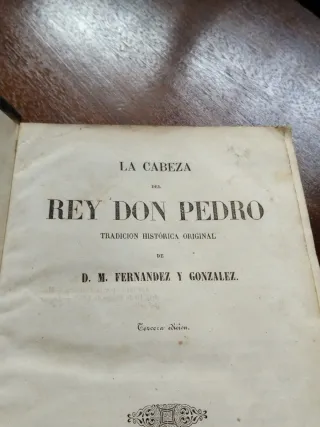 LA CABEZA
DEL
REY DON PEDRO
TRADICION HISTÓRICA ORIGINAL
DE
D. M. FERNANDEZ Y GONZALEZ.
Tercera edicion.